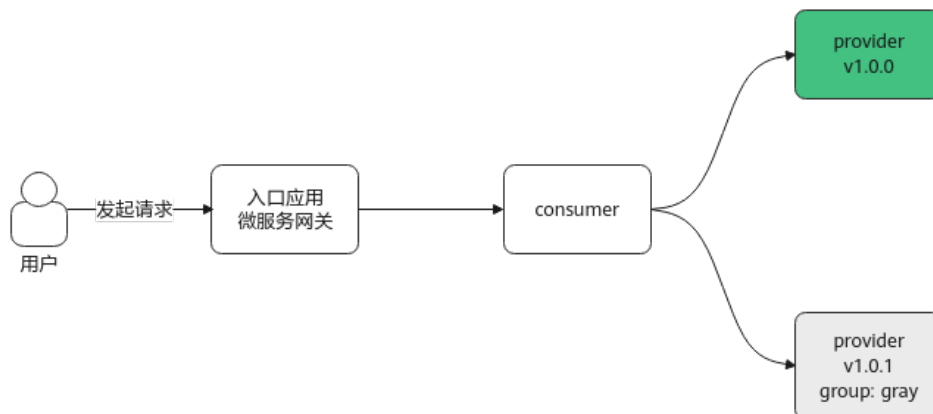 provider
v1.0.0
用户
发起请求
入口应用
微服务网关
consumer
provider
v1.0.1
group: gray